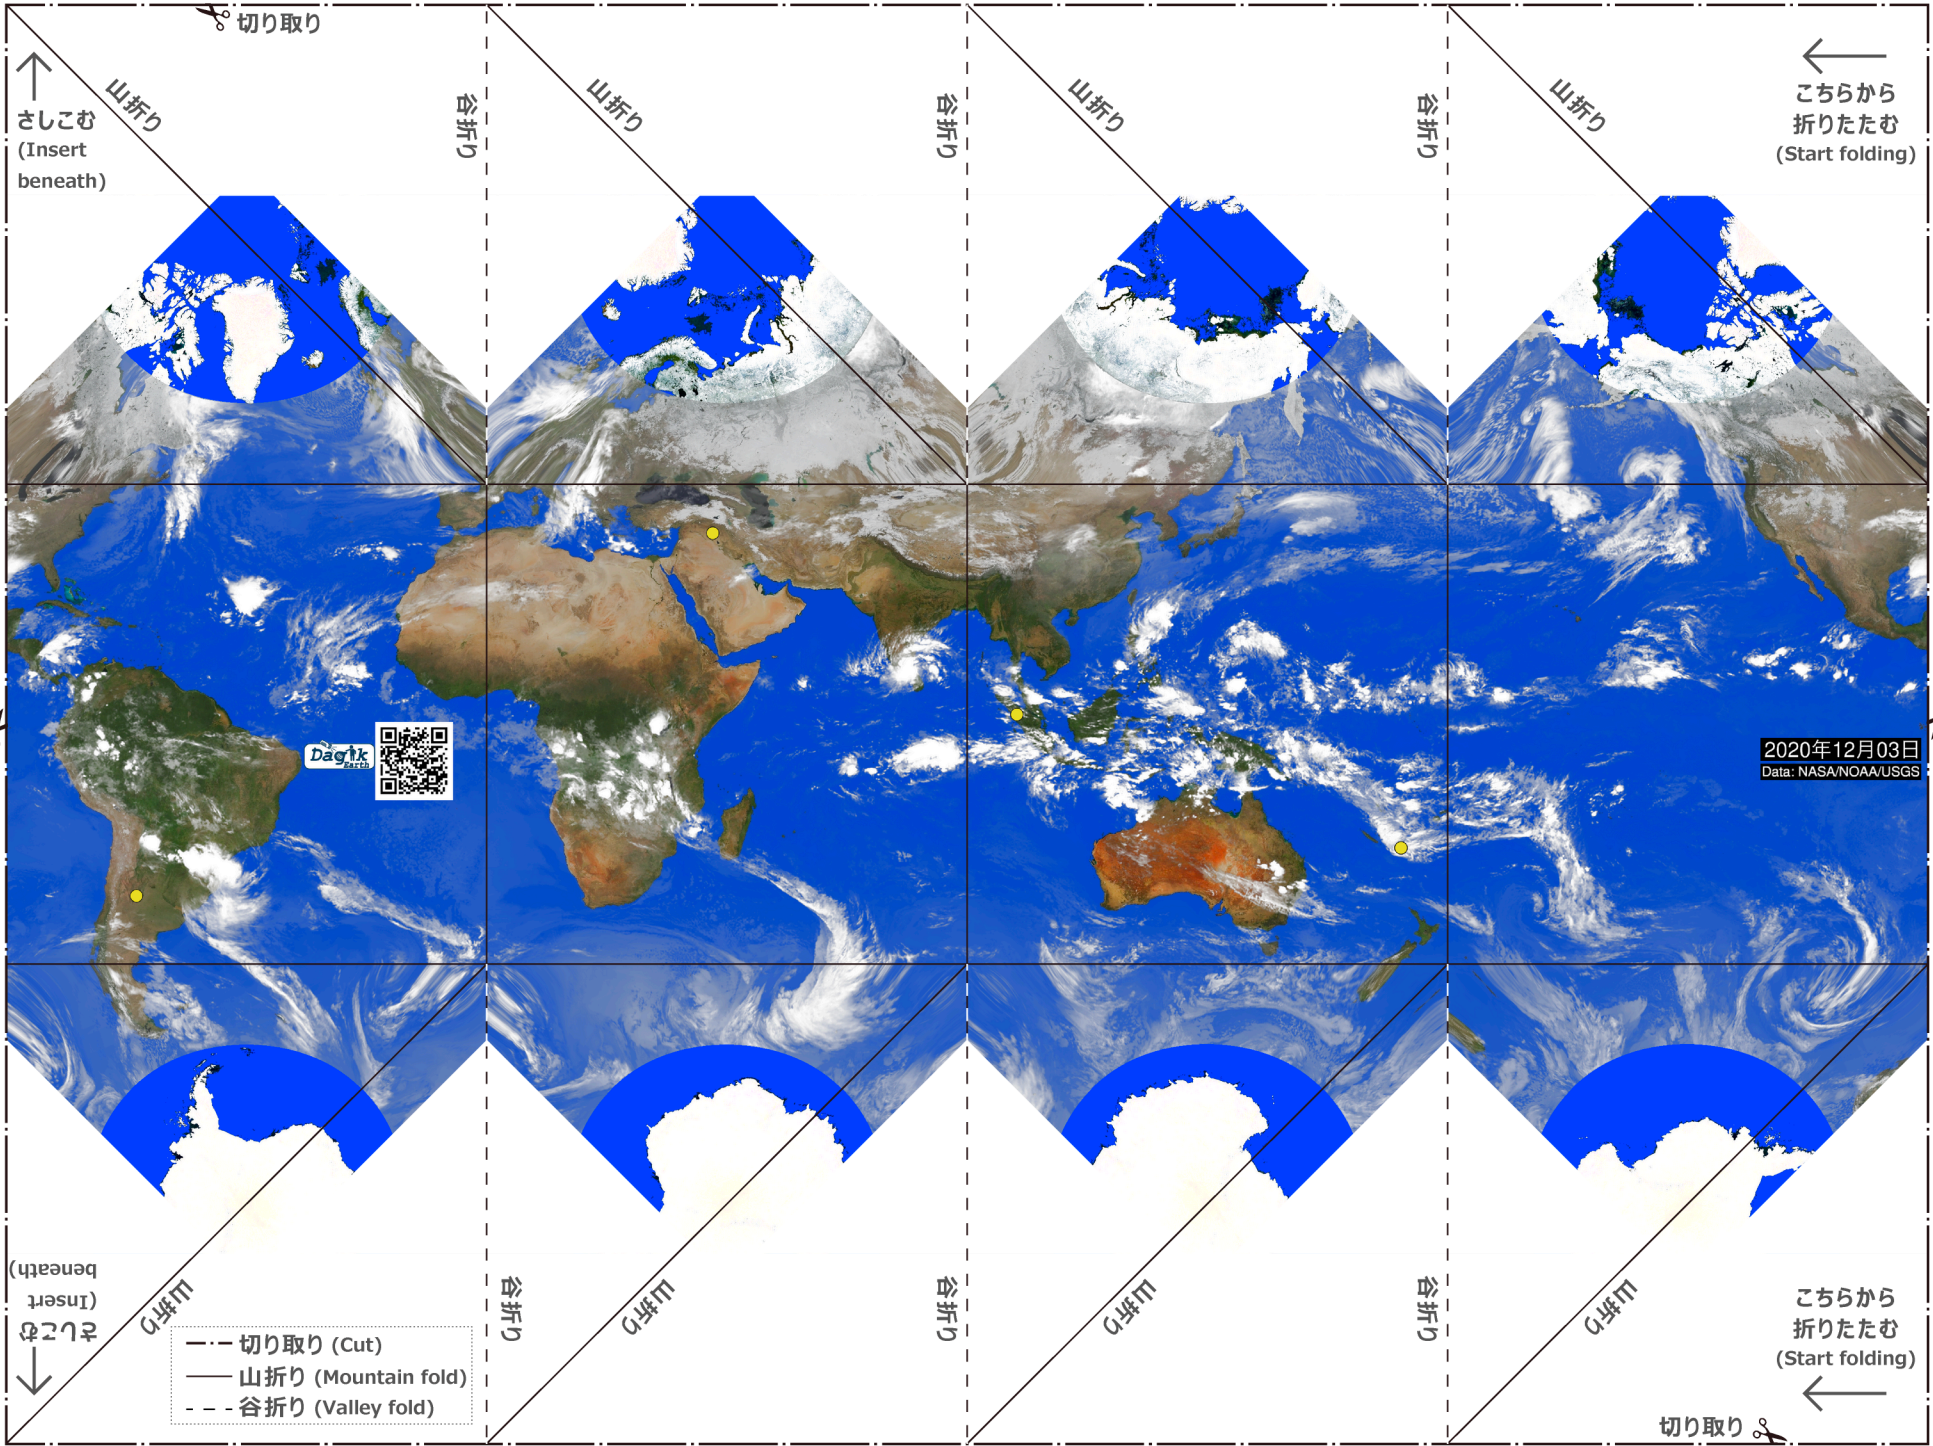 切り取り
さしこむ
(Insert
beneath)
山折り
谷折り
山折り
谷折り
山折り
谷折り
山折り
こちらから
折りたたむ
(Start folding)
Dagik
Earth
2020年12月03日
Data: NASA/NOAA/USGS
さしこむ
(Insert
beneath)
山折り
谷折り
山折り
谷折り
山折り
谷折り
山折り
こちらから
折りたたむ
(Start folding)
切り取り (Cut)
山折り (Mountain fold)
谷折り (Valley fold)
切り取り